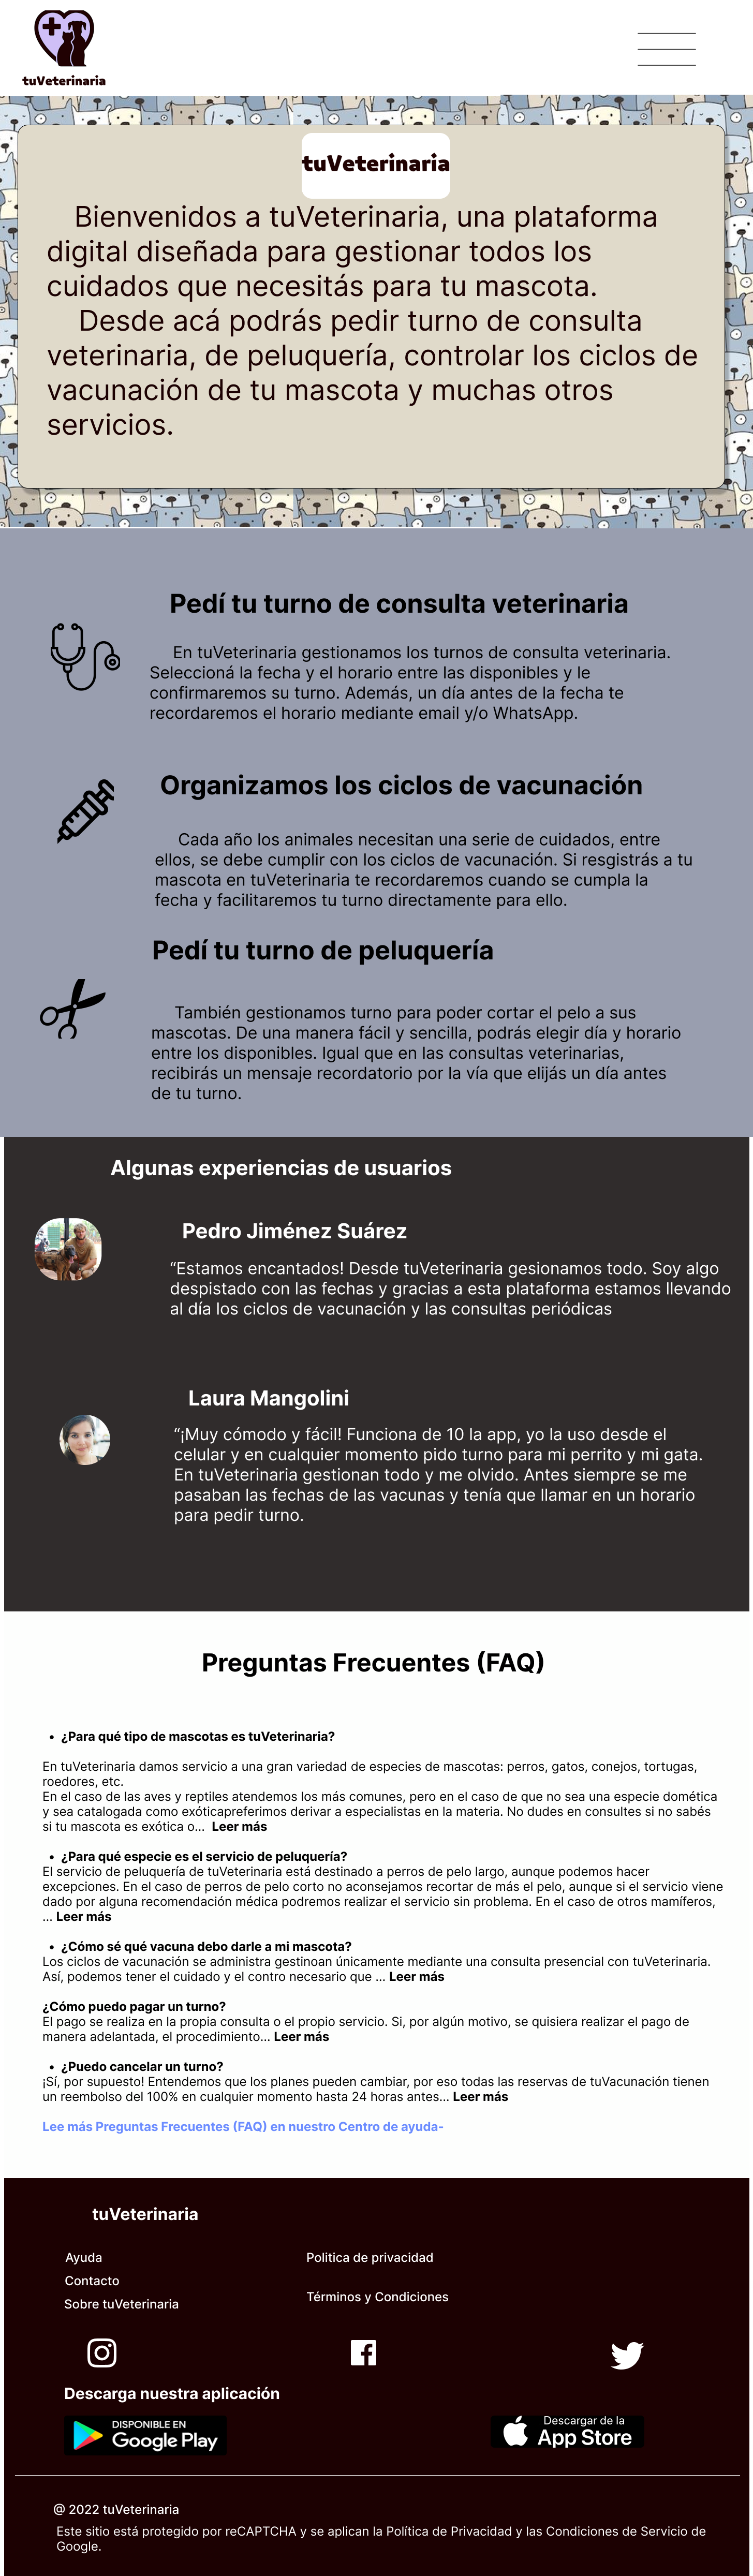 tuVeterinaria
tuVeterinaria
Bienvenidos a tuVeterinaria, una plataforma
digital diseñada para gestionar todos los
cuidados que necesitás para tu mascota.
Desde acá podrás pedir turno de consulta
veterinaria, de peluquería, controlar los ciclos de
vacunación de tu mascota y muchas otros
servicios.
Pedí tu turno de consulta veterinaria
En tuVeterinaria gestionamos los turnos de consulta veterinaria.
Seleccioná la fecha y el horario entre las disponibles y le
confirmaremos su turno. Además, un día antes de la fecha te
recordaremos el horario mediante email y/o WhatsApp.
Organizamos los ciclos de vacunación
Cada año los animales necesitan una serie de cuidados, entre
ellos, se debe cumplir con los ciclos de vacunación. Si resgistrás a tu
mascota en tuVeterinaria te recordaremos cuando se cumpla la
fecha y facilitaremos tu turno directamente para ello.
Pedí tu turno de peluquería
También gestionamos turno para poder cortar el pelo a sus
mascotas. De una manera fácil y sencilla, podrás elegir día y horario
entre los disponibles. Igual que en las consultas veterinarias,
recibirás un mensaje recordatorio por la vía que elijás un día antes
de tu turno.
Algunas experiencias de usuarios
Pedro Jiménez Suárez
“Estamos encantados! Desde tuVeterinaria gesionamos todo. Soy algo
despistado con las fechas y gracias a esta plataforma estamos llevando
al día los ciclos de vacunación y las consultas periódicas
Laura Mangolini
“¡Muy cómodo y fácil! Funciona de 10 la app, yo la uso desde el
celular y en cualquier momento pido turno para mi perrito y mi gata.
En tuVeterinaria gestionan todo y me olvido. Antes siempre se me
pasaban las fechas de las vacunas y tenía que llamar en un horario
para pedir turno.
Preguntas Frecuentes (FAQ)
• ¿Para qué tipo de mascotas es tuVeterinaria?
En tuVeterinaria damos servicio a una gran variedad de especies de mascotas: perros, gatos, conejos, tortugas,
roedores, etc.
En el caso de las aves y reptiles atendemos los más comunes, pero en el caso de que no sea una especie domética
y sea catalogada como exóticapreferimos derivar a especialistas en la materia. No dudes en consultes si no sabés
si tu mascota es exótica o... Leer más
• ¿Para qué especie es el servicio de peluquería?
El servicio de peluquería de tuVeterinaria está destinado a perros de pelo largo, aunque podemos hacer
excepciones. En el caso de perros de pelo corto no aconsejamos recortar de más el pelo, aunque si el servicio viene
dado por alguna recomendación médica podremos realizar el servicio sin problema. En el caso de otros mamíferos,
... Leer más
• ¿Cómo sé qué vacuna debo darle a mi mascota?
Los ciclos de vacunación se administra gestinoan únicamente mediante una consulta presencial con tuVeterinaria.
Así, podemos tener el cuidado y el contro necesario que ... Leer más
¿Cómo puedo pagar un turno?
El pago se realiza en la propia consulta o el propio servicio. Si, por algún motivo, se quisiera realizar el pago de
manera adelantada, el procedimiento... Leer más
• ¿Puedo cancelar un turno?
¡Sí, por supuesto! Entendemos que los planes pueden cambiar, por eso todas las reservas de tuVacunación tienen
un reembolso del 100% en cualquier momento hasta 24 horas antes... Leer más
Lee más Preguntas Frecuentes (FAQ) en nuestro Centro de ayuda-
tuVeterinaria
Ayuda
Politica de privacidad
Contacto
Términos y Condiciones
Sobre tuVeterinaria
Descarga nuestra aplicación
DISPONIBLE EN
Google Play
Descargar de la
App Store
@ 2022 tuVeterinaria
Este sitio está protegido por reCAPTCHA y se aplican la Política de Privacidad y las Condiciones de Servicio de
Google.